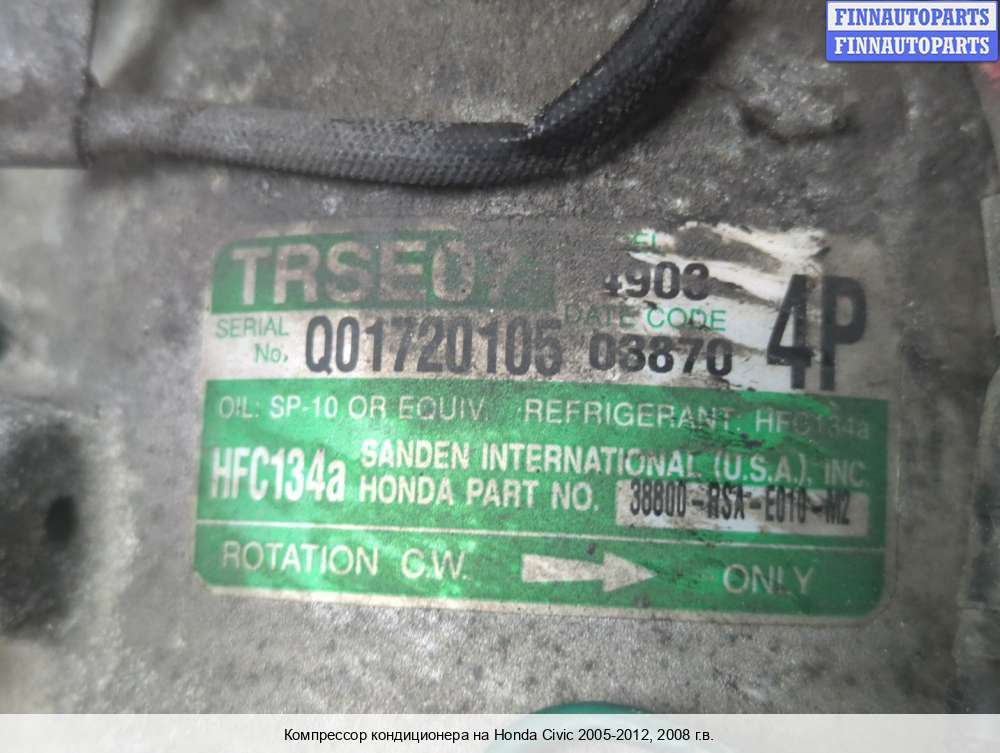 FINNAUTOPARTS
FINNAUTOPARTS
TRSE07
4903
SERIAL No. Q01720105
DATE CODE
03870
4P
OIL: SP-10 OR EQUIV. REFRIGERANT: HFC134a
HFC134a
SANDEN INTERNATIONAL (U.S.A.), INC.
HONDA PART NO. 38800-RSA-E010-M2
ROTATION C.W. ONLY
Компрессор кондиционера на Honda Civic 2005-2012, 2008 г.в.